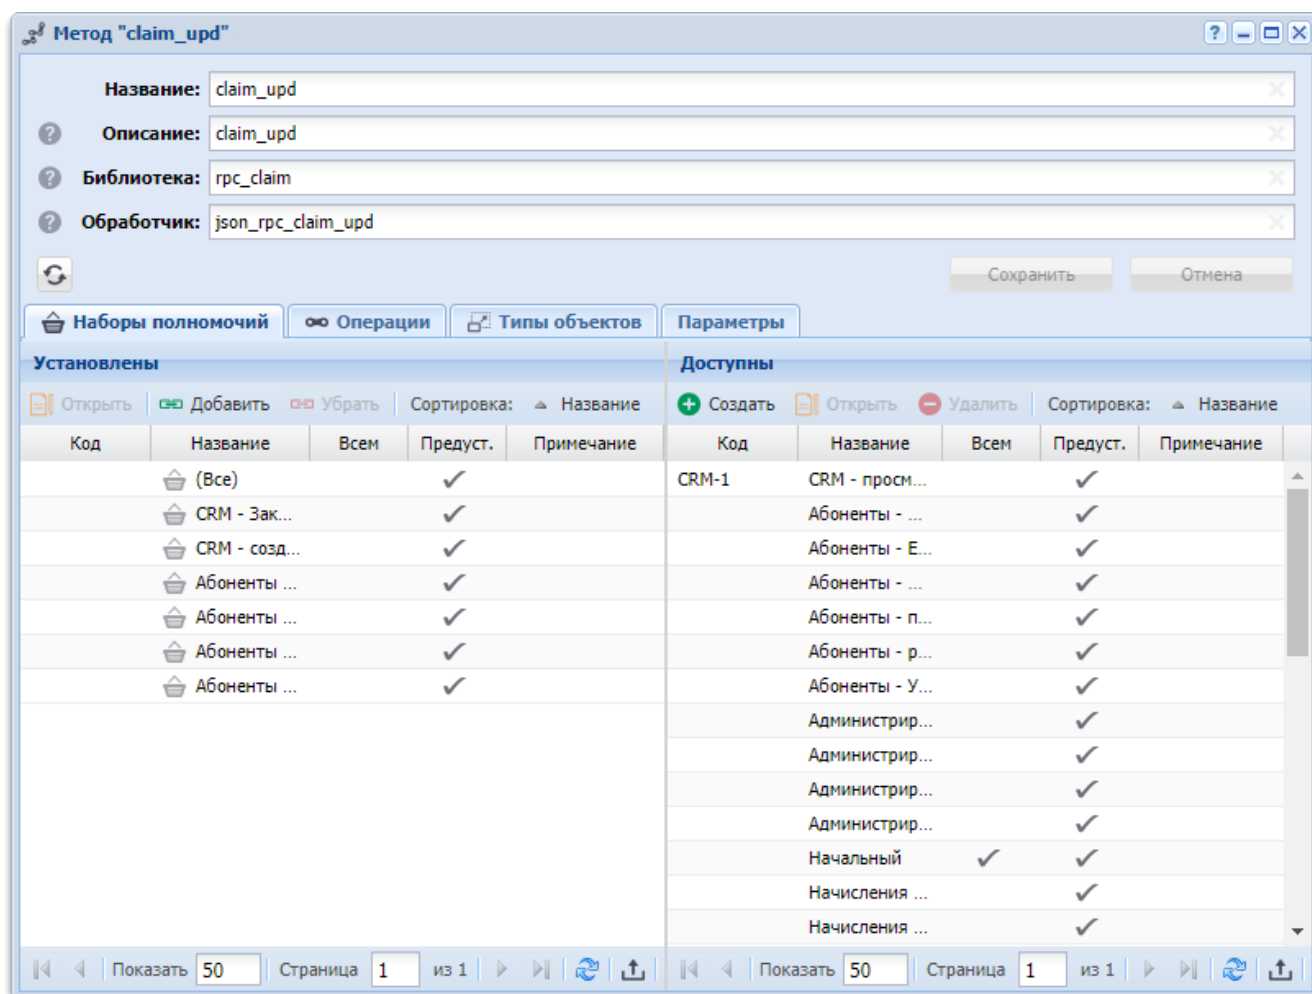 Метод "claim_upd"
Название: claim_upd
Описание: claim_upd
Библиотека: rpc_claim
Обработчик: json_rpc_claim_upd
Сохранить Отмена
Наборы полномочий Операции Типы объектов Параметры
Установлены
Открыть Добавить Убрать Сортировка: Название
Код Название Всем Предуст. Примечание
(Все)
CRM - Зак...
CRM - созд...
Абоненты ...
Абоненты ...
Абоненты ...
Абоненты ...
Показать 50 Страница 1 из 1
Доступны
Создать Открыть Удалить Сортировка: Название
Код Название Всем Предуст. Примечание
CRM-1 CRM - просм...
Абоненты - ...
Абоненты - Е...
Абоненты - ...
Абоненты - п...
Абоненты - р...
Абоненты - У...
Администрир...
Администрир...
Администрир...
Администрир...
Начальный
Начисления ...
Начисления ...
Показать 50 Страница 1 из 1